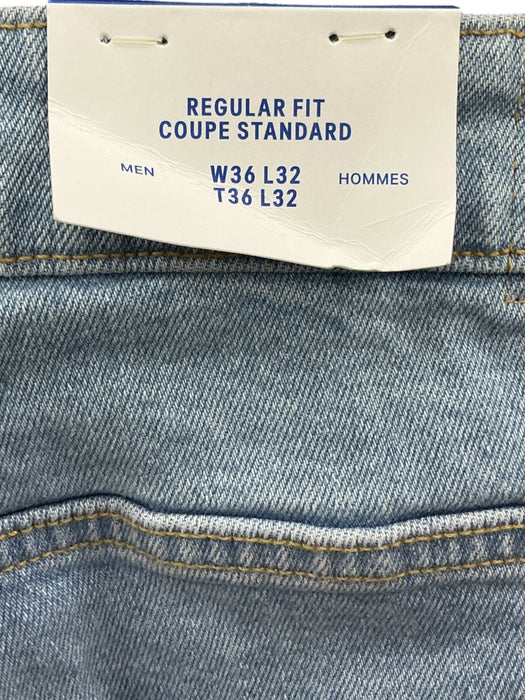 REGULAR FIT
COUPE STANDARD
MEN W36 L32 HOMMES
T36 L32